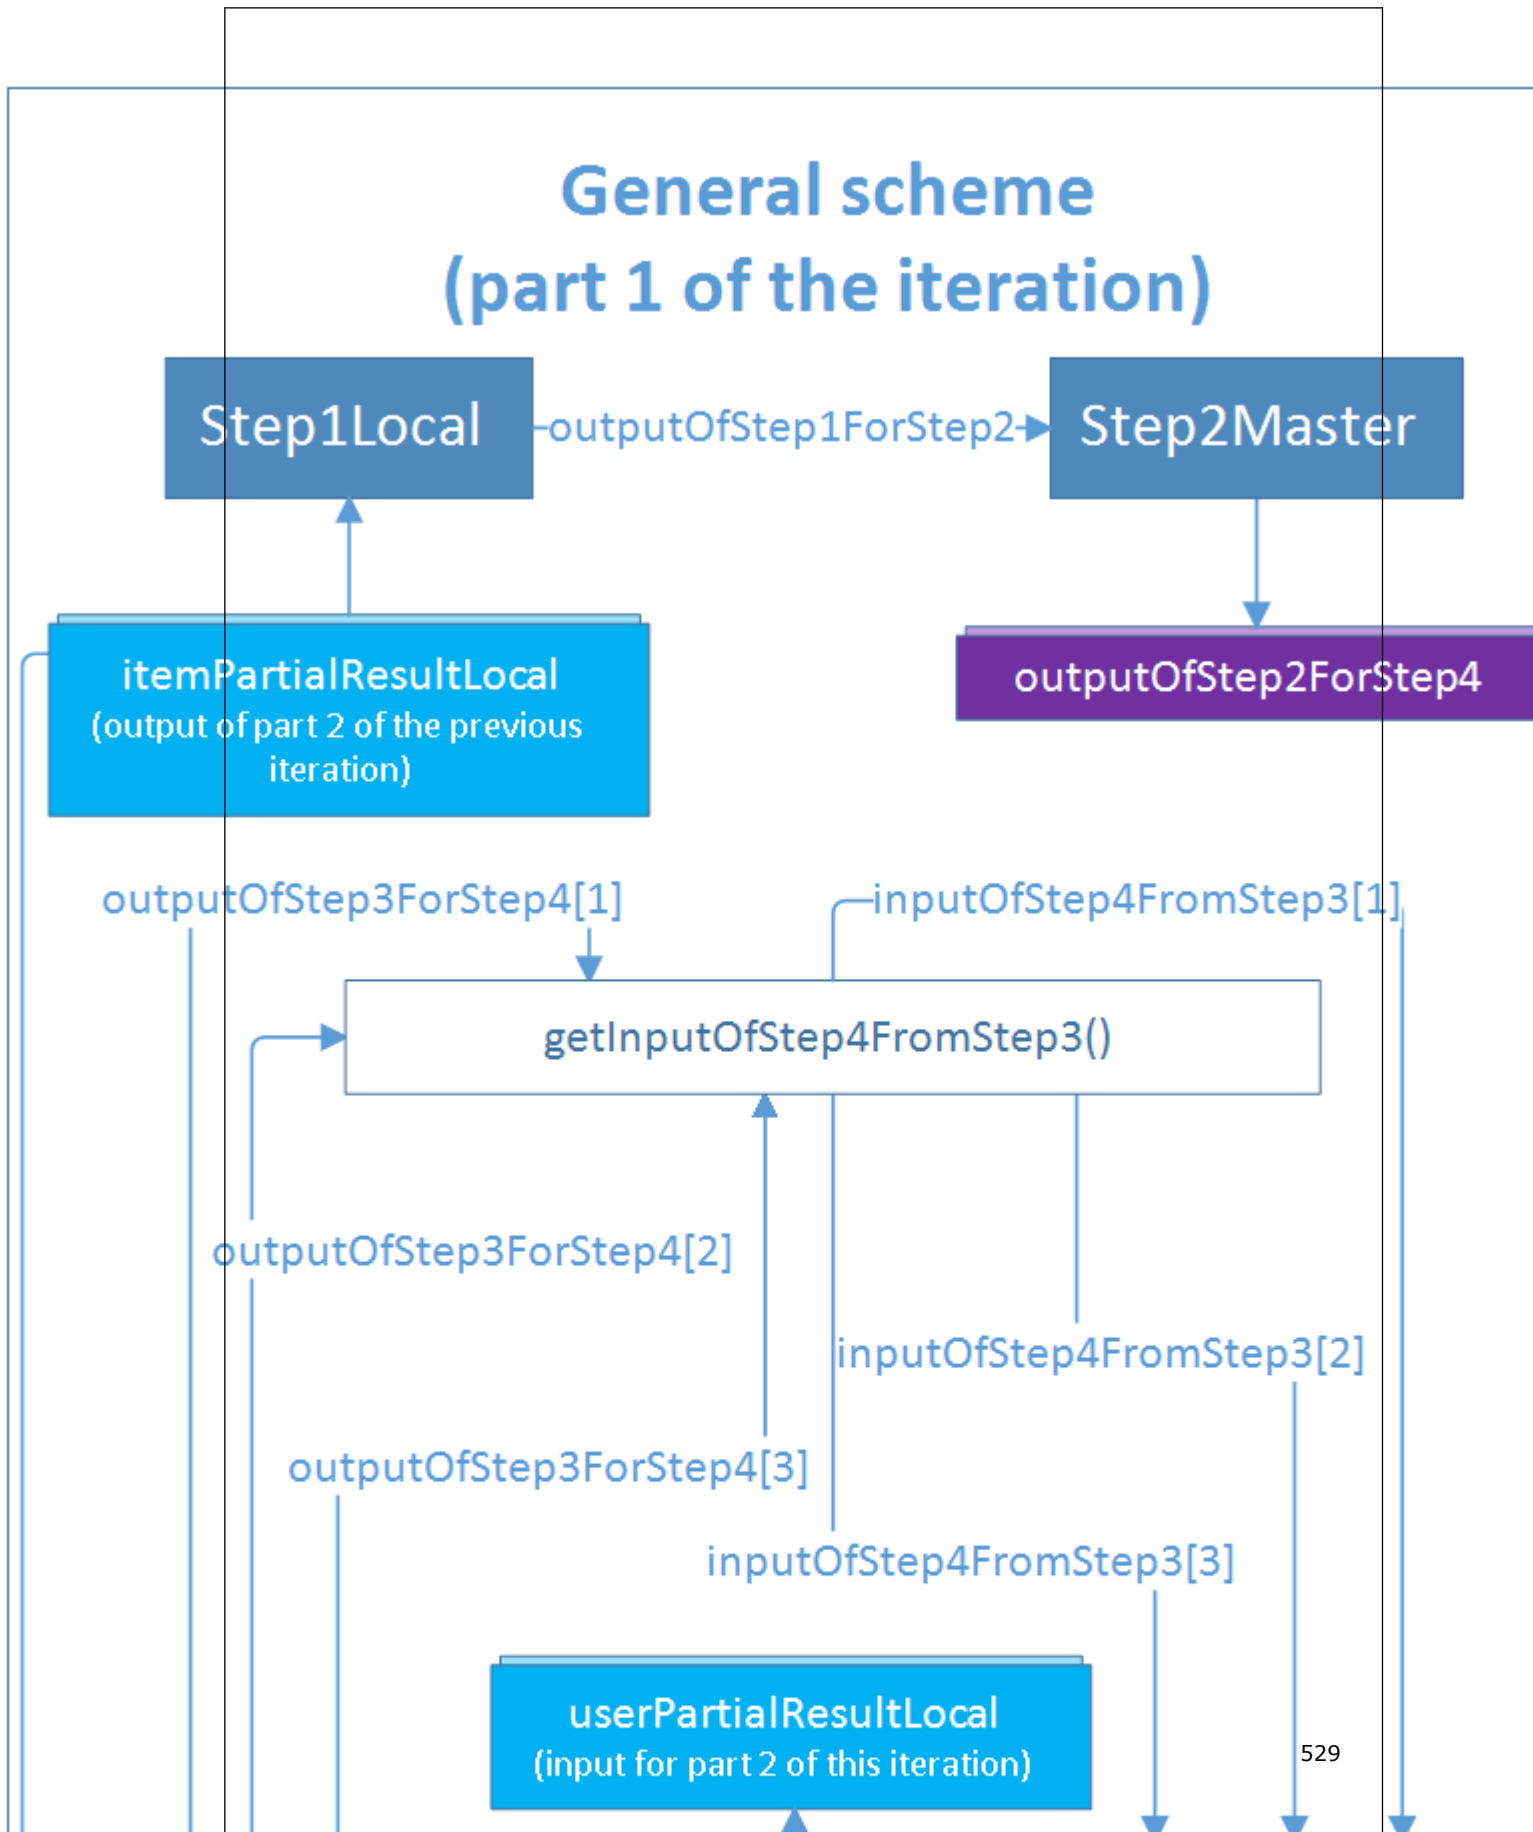 General scheme
(part 1 of the iteration)
Step1Local
outputOfStep1ForStep2
Step2Master
itemPartialResultLocal
(output of part 2 of the previous
iteration)
outputOfStep2ForStep4
outputOfStep3ForStep4[1]
inputOfStep4FromStep3[1]
getInputOfStep4FromStep3()
outputOfStep3ForStep4[2]
inputOfStep4FromStep3[2]
outputOfStep3ForStep4[3]
inputOfStep4FromStep3[3]
userPartialResultLocal
(input for part 2 of this iteration)
529